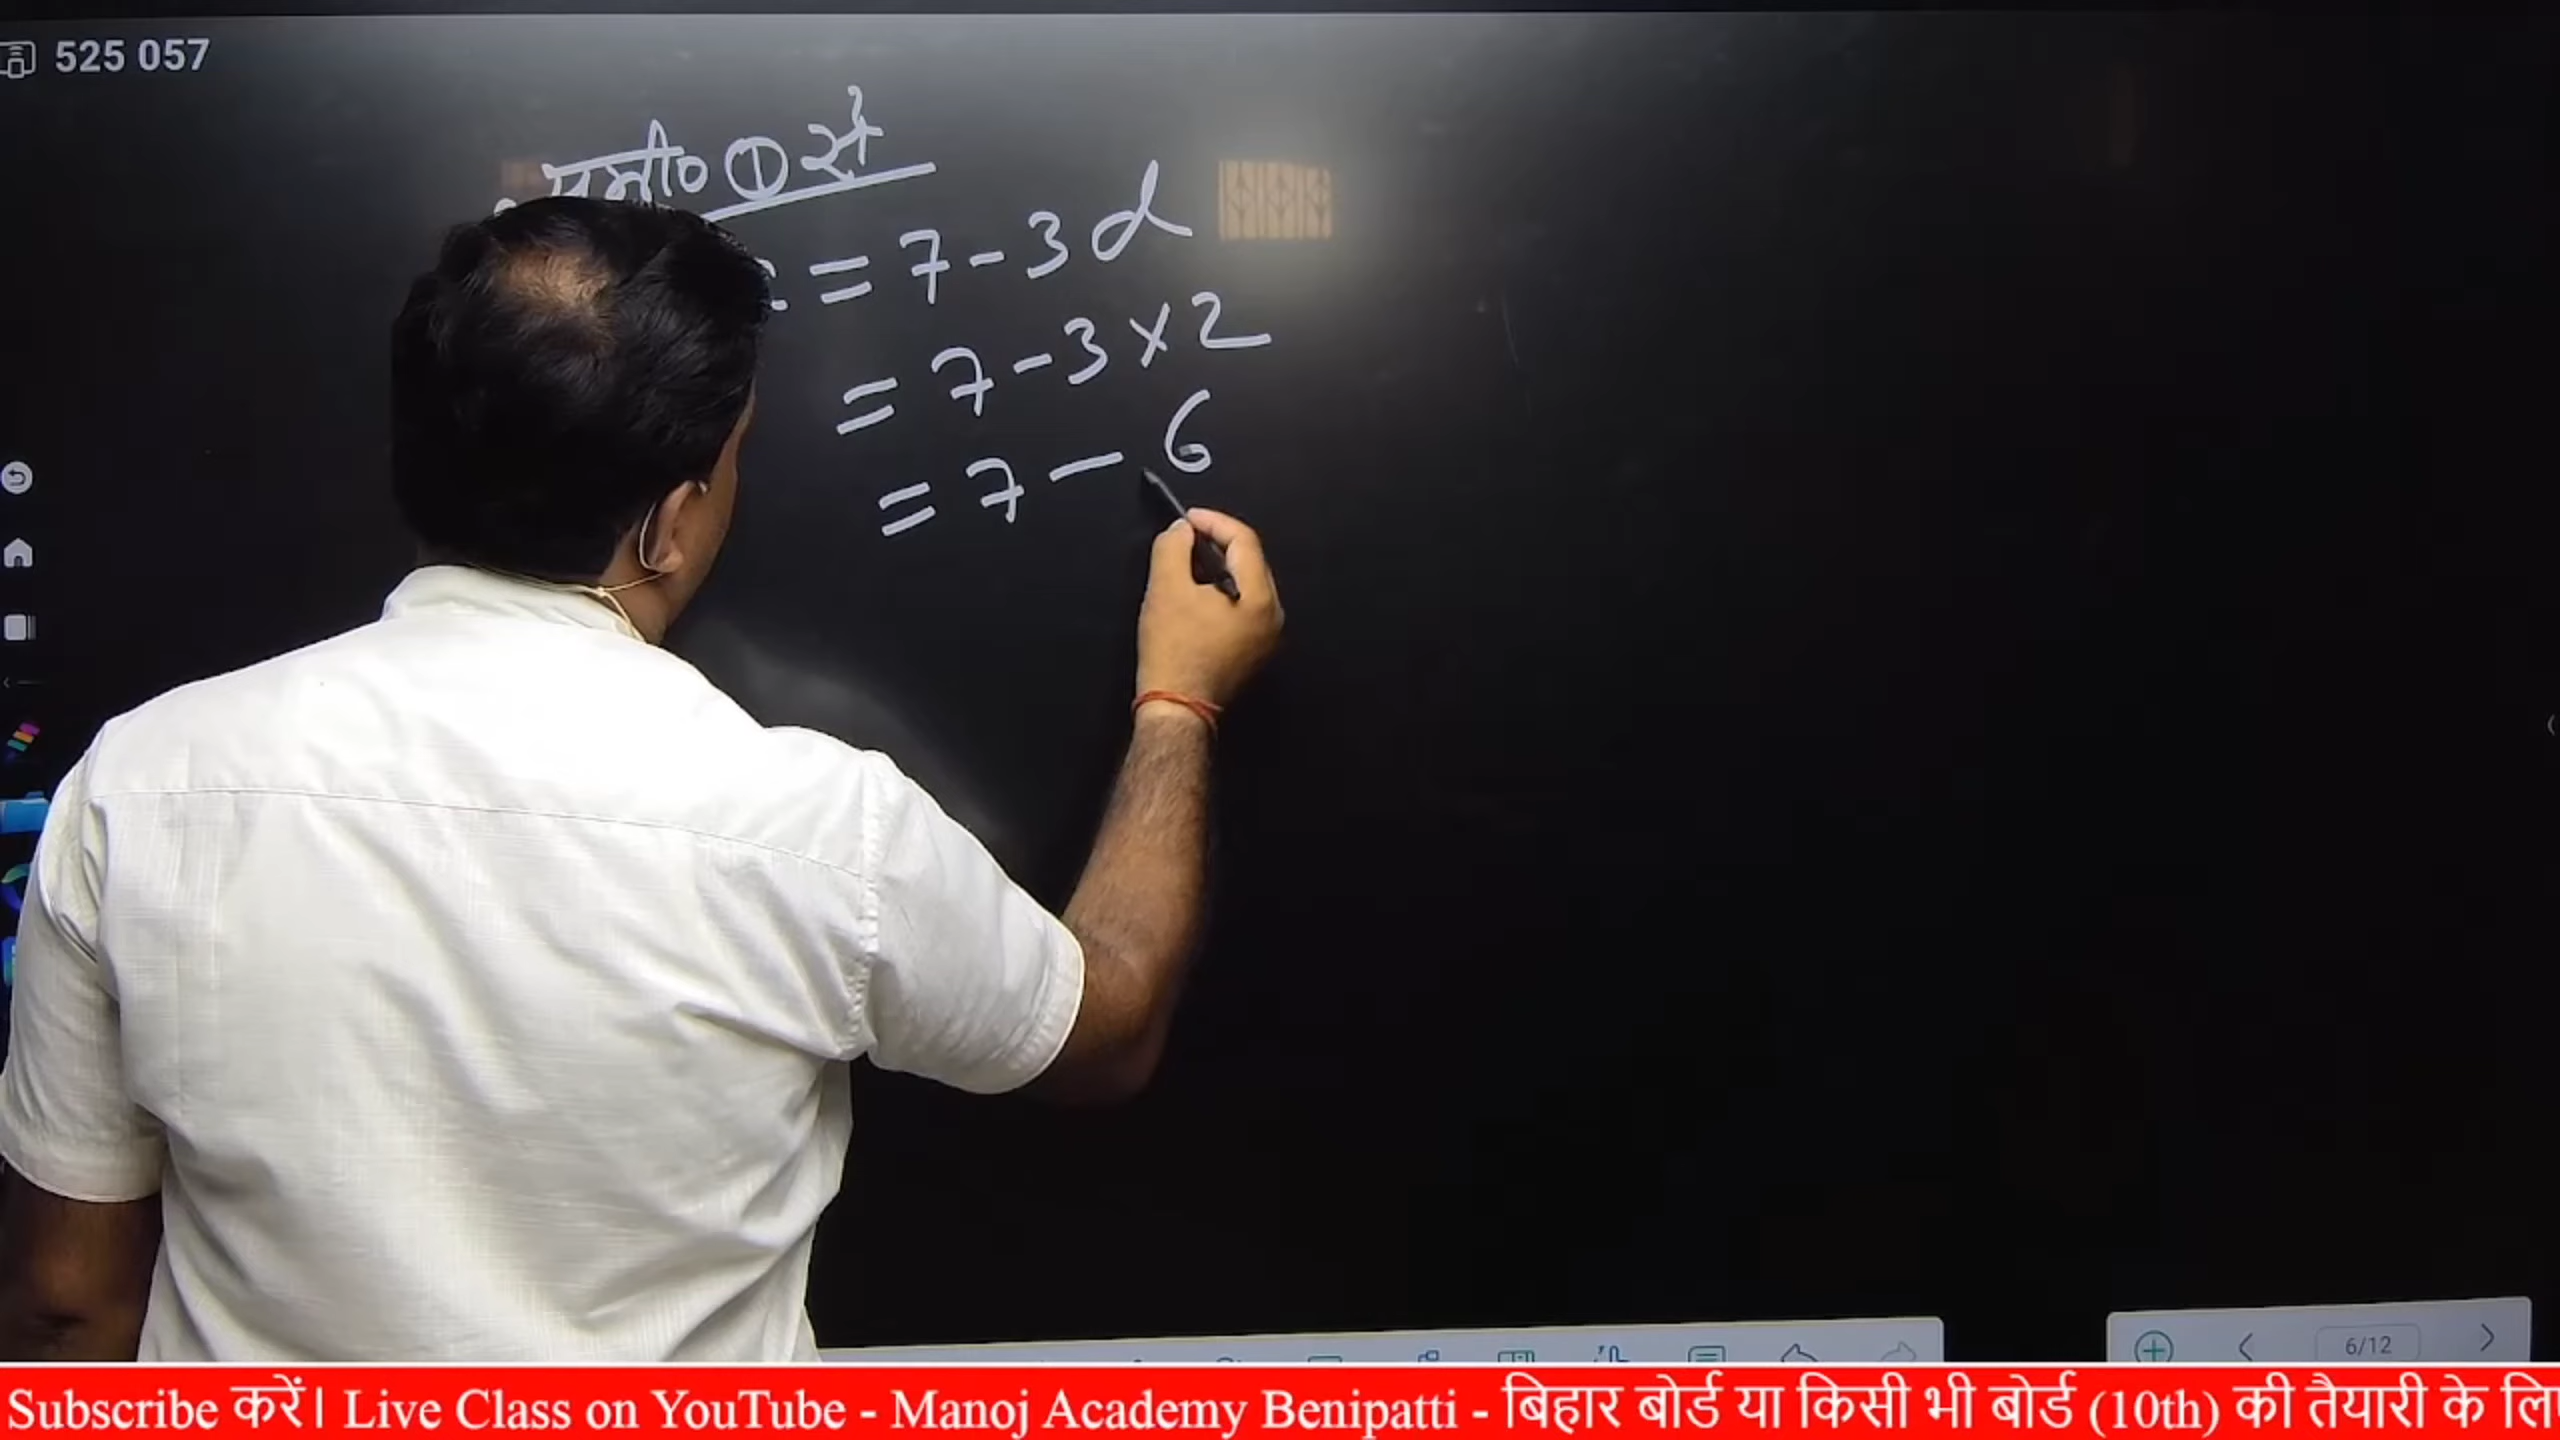 525 057
समी० ① से
= 7 - 3d
= 7 - 3 × 2
= 7 - 6
6/12
Subscribe करें। Live Class on YouTube - Manoj Academy Benipatti - बिहार बोर्ड या किसी भी बोर्ड (10th) की तैयारी के